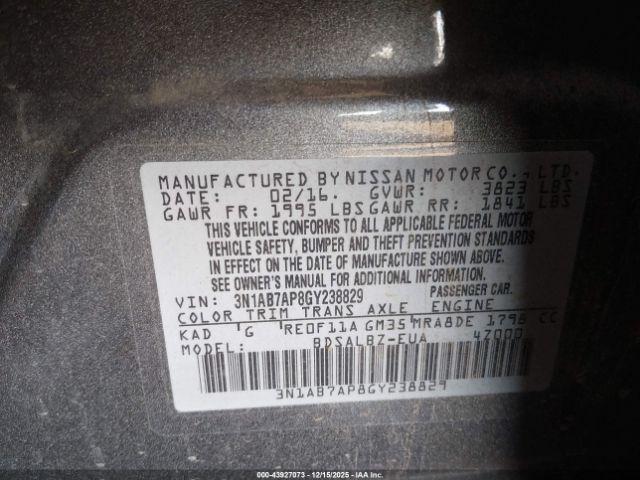 MANUFACTURED BY NISSAN MOTOR CO., LTD.
DATE: 02/16. GVWR: 3823 LBS
GAWR FR: 1995 LBS GAWR RR: 1841 LBS
THIS VEHICLE CONFORMS TO ALL APPLICABLE FEDERAL MOTOR
VEHICLE SAFETY, BUMPER AND THEFT PREVENTION STANDARDS
IN EFFECT ON THE DATE OF MANUFACTURE SHOWN ABOVE.
SEE OWNER'S MANUAL FOR ADDITIONAL INFORMATION.
VIN: 3N1AB7AP8GY238829 PASSENGER CAR.
COLOR TRIM TRANS AXLE ENGINE
KAD 'G 'RE0F11A GM35'MRA8DE 1798 CC
MODEL: BDSALBZ-EUA 4Z000
3N1AB7AP8GY238829
000-43927073 - 12/15/2025 - IAA Inc.